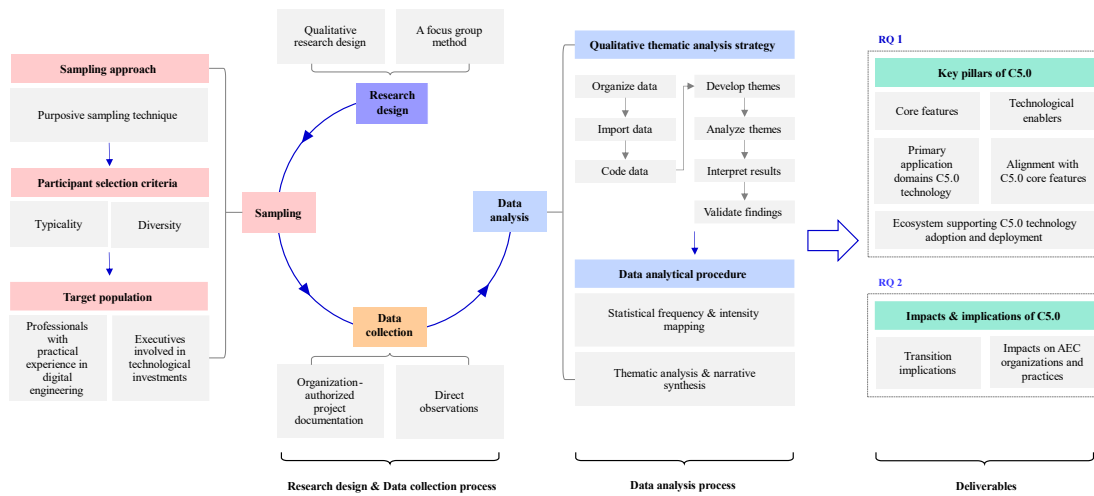 Sampling approach
Purposive sampling technique
Participant selection criteria
Typicality
Diversity
Target population
Professionals
with
practical
experience in
digital
engineering
Executives
involved in
technological
investments
Qualitative
research design
A focus group
method
Research
design
Sampling
Data
collection
Data
analysis
Organization-
authorized
project
documentation
Direct
observations
Research design & Data collection process
Qualitative thematic analysis strategy
Organize data
Import data
Code data
Develop themes
Analyze themes
Interpret results
Validate findings
Data analytical procedure
Statistical frequency & intensity
mapping
Thematic analysis & narrative
synthesis
Data analysis process
RQ 1
Key pillars of C5.0
Core features
Technological
enablers
Primary
application
domains C5.0
technology
Alignment with
C5.0 core features
Ecosystem supporting C5.0 technology
adoption and deployment
RQ 2
Impacts & implications of C5.0
Transition
implications
Impacts on AEC
organizations and
practices
Deliverables